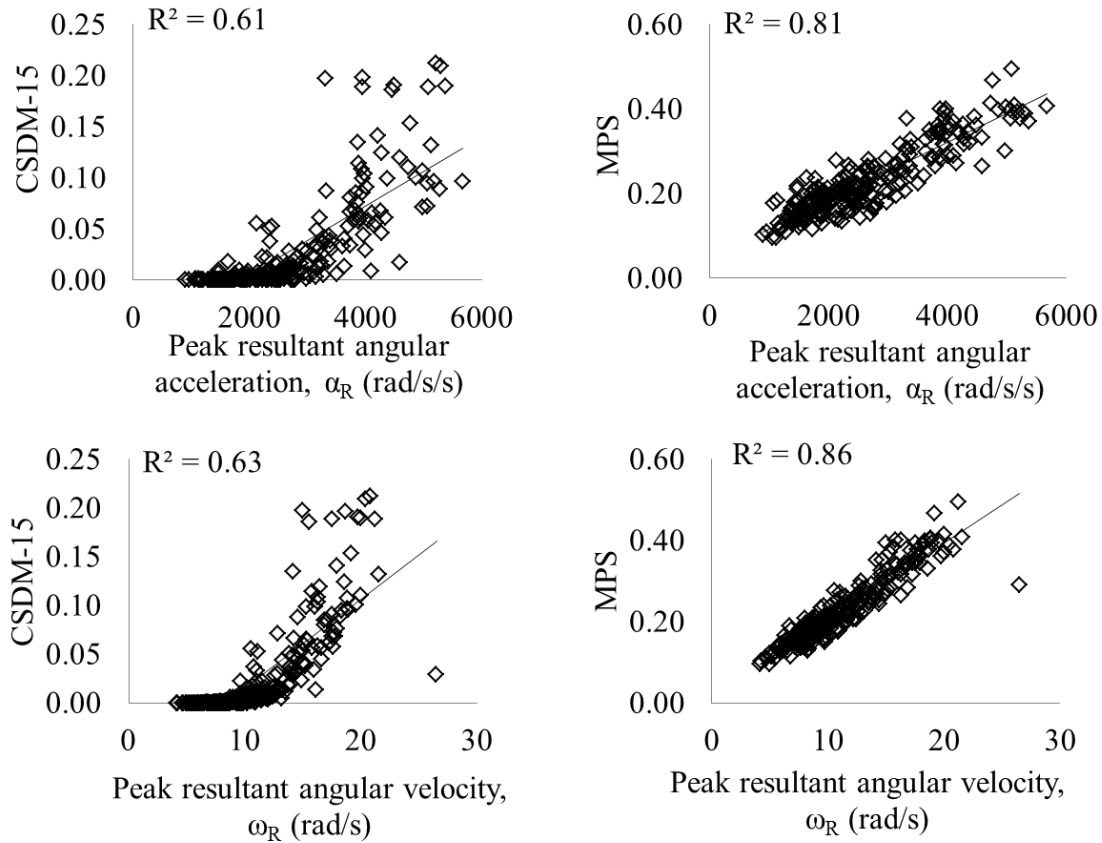 R² = 0.61
CSDM-15
0.25
0.20
0.15
0.10
0.05
0.00
0 2000 4000 6000
Peak resultant angular
acceleration, αR (rad/s/s)
R² = 0.81
MPS
0.60
0.40
0.20
0.00
0 2000 4000 6000
Peak resultant angular
acceleration, αR (rad/s/s)
R² = 0.63
CSDM-15
0.25
0.20
0.15
0.10
0.05
0.00
0 10 20 30
Peak resultant angular velocity,
ωR (rad/s)
R² = 0.86
MPS
0.60
0.40
0.20
0.00
0 10 20 30
Peak resultant angular velocity,
ωR (rad/s)